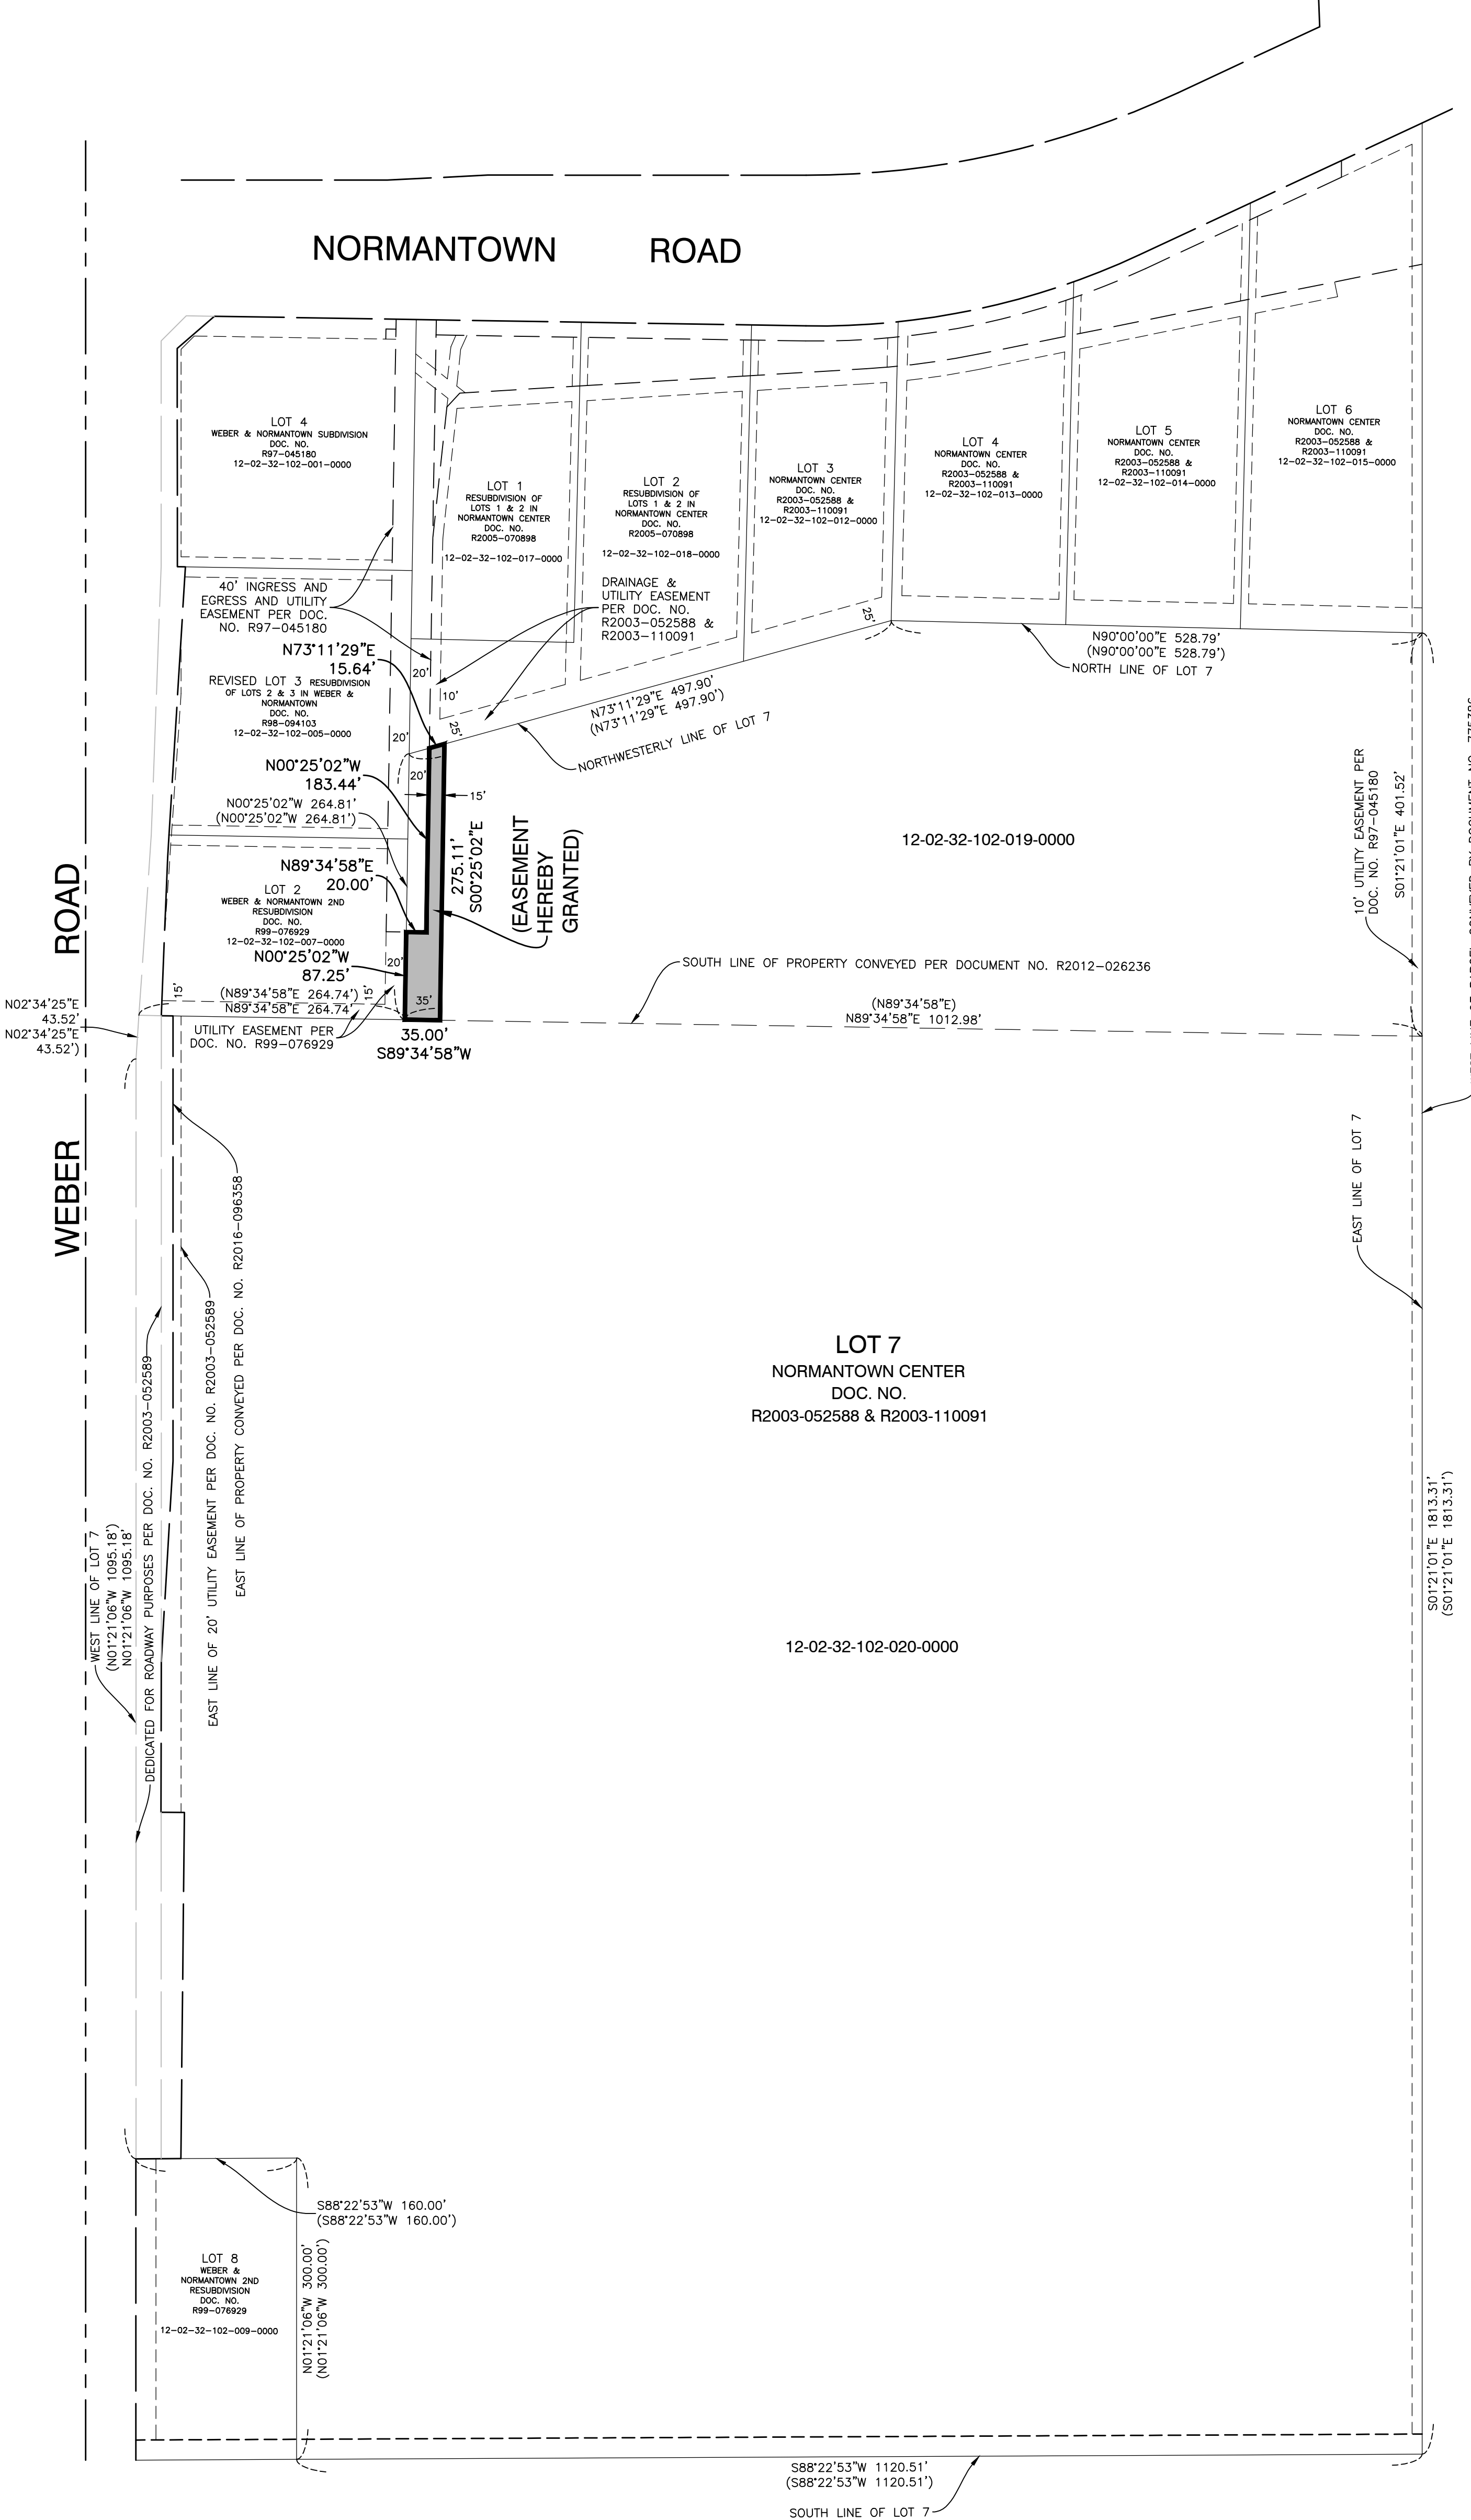 NORMANTOWN ROAD
LOT 4
WEBER & NORMANTOWN SUBDIVISION
DOC. NO.
R97-045180
12-02-32-102-001-0000
LOT 1
RESUBDIVISION OF
LOTS 1 & 2 IN
NORMANTOWN CENTER
DOC. NO.
R2005-070898
12-02-32-102-017-0000
LOT 2
RESUBDIVISION OF
LOTS 1 & 2 IN
NORMANTOWN CENTER
DOC. NO.
R2005-070898
12-02-32-102-018-0000
LOT 3
NORMANTOWN CENTER
DOC. NO.
R2003-052588 &
R2003-110091
12-02-32-102-012-0000
LOT 4
NORMANTOWN CENTER
DOC. NO.
R2003-052588 &
R2003-110091
12-02-32-102-013-0000
LOT 5
NORMANTOWN CENTER
DOC. NO.
R2003-052588 &
R2003-110091
12-02-32-102-014-0000
LOT 6
NORMANTOWN CENTER
DOC. NO.
R2003-052588 &
R2003-110091
12-02-32-102-015-0000
40' INGRESS AND
EGRESS AND UTILITY
EASEMENT PER DOC.
NO. R97-045180
DRAINAGE &
UTILITY EASEMENT
PER DOC. NO.
R2003-052588 &
R2003-110091
25'
N90°00'00"E 528.79'
(N90°00'00"E 528.79')
NORTH LINE OF LOT 7
N73°11'29"E
15.64'
20'
10'
25'
20'
20'
15'
N73°11'29"E 497.90'
(N73°11'29"E 497.90')
NORTHWESTERLY LINE OF LOT 7
REVISED LOT 3 RESUBDIVISION
OF LOTS 2 & 3 IN WEBER &
NORMANTOWN
DOC. NO.
R98-094103
12-02-32-102-005-0000
N00°25'02"W
183.44'
N00°25'02"W 264.81'
(N00°25'02"W 264.81')
275.11'
S00°25'02"E
(EASEMENT
HEREBY
GRANTED)
12-02-32-102-019-0000
10' UTILITY EASEMENT PER
DOC. NO. R97-045180
S01°21'01"E 401.52'
N89°34'58"E
20.00'
LOT 2
WEBER & NORMANTOWN 2ND
RESUBDIVISION
DOC. NO.
R99-076929
12-02-32-102-007-0000
N00°25'02"W
87.25'
20'
15'
15'
35'
(N89°34'58"E 264.74')
N89°34'58"E 264.74'
UTILITY EASEMENT PER
DOC. NO. R99-076929
35.00'
S89°34'58"W
SOUTH LINE OF PROPERTY CONVEYED PER DOCUMENT NO. R2012-026236
(N89°34'58"E)
N89°34'58"E 1012.98'
N02°34'25"E
43.52'
N02°34'25"E
43.52')
WEBER ROAD
EAST LINE OF LOT 7
LOT 7
NORMANTOWN CENTER
DOC. NO.
R2003-052588 & R2003-110091
12-02-32-102-020-0000
WEST LINE OF LOT 7
(N01°21'06"W 1095.18')
N01°21'06"W 1095.18'
DEDICATED FOR ROADWAY PURPOSES PER DOC. NO. R2003-052589
EAST LINE OF 20' UTILITY EASEMENT PER DOC. NO. R2003-052589
EAST LINE OF PROPERTY CONVEYED PER DOC. NO. R2016-096358
S01°21'01"E 1813.31'
(S01°21'01"E 1813.31')
S88°22'53"W 160.00'
(S88°22'53"W 160.00')
LOT 8
WEBER &
NORMANTOWN 2ND
RESUBDIVISION
DOC. NO.
R99-076929
12-02-32-102-009-0000
N01°21'06"W 300.00'
(N01°21'06"W 300.00')
S88°22'53"W 1120.51'
(S88°22'53"W 1120.51')
SOUTH LINE OF LOT 7